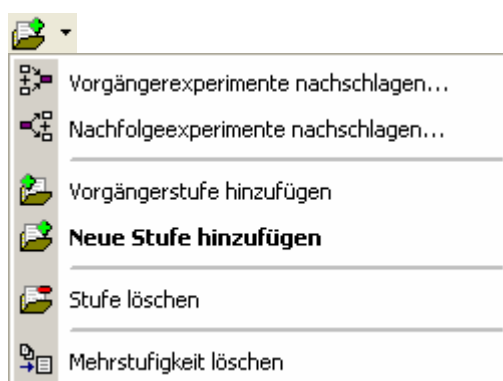 Vorgängerexperimente nachschlagen...
Nachfolgeexperimente nachschlagen...
Vorgängerstufe hinzufügen
Neue Stufe hinzufügen
Stufe löschen
Mehrstufigkeit löschen